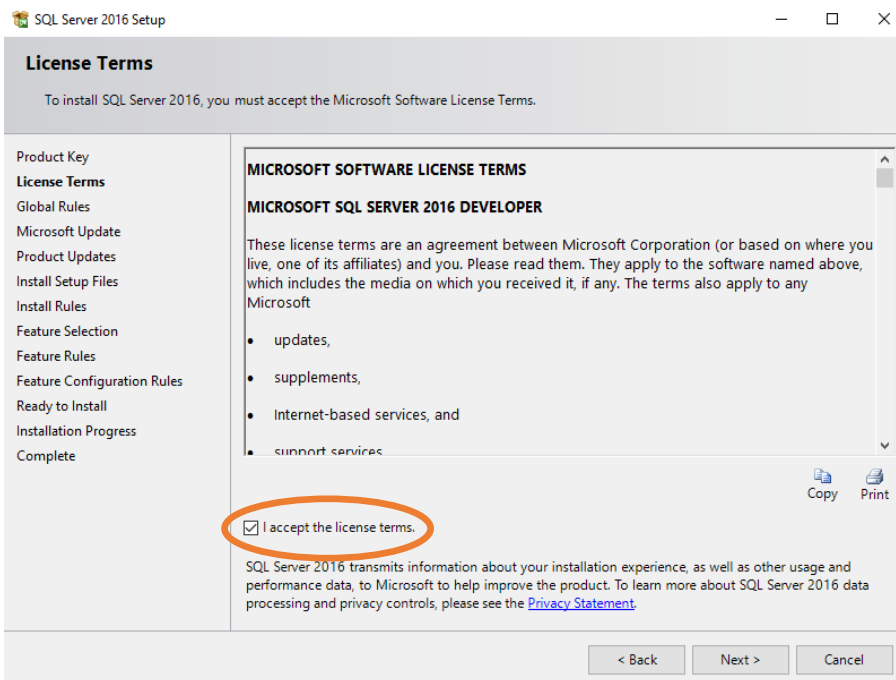 SQL Server 2016 Setup
License Terms
To install SQL Server 2016, you must accept the Microsoft Software License Terms.
Product Key
License Terms
Global Rules
Microsoft Update
Product Updates
Install Setup Files
Install Rules
Feature Selection
Feature Rules
Feature Configuration Rules
Ready to Install
Installation Progress
Complete
MICROSOFT SOFTWARE LICENSE TERMS
MICROSOFT SQL SERVER 2016 DEVELOPER
These license terms are an agreement between Microsoft Corporation (or based on where you
live, one of its affiliates) and you. Please read them. They apply to the software named above,
which includes the media on which you received it, if any. The terms also apply to any
Microsoft
• updates,
• supplements,
• Internet-based services, and
• support services
Copy Print
I accept the license terms.
SQL Server 2016 transmits information about your installation experience, as well as other usage and
performance data, to Microsoft to help improve the product. To learn more about SQL Server 2016 data
processing and privacy controls, please see the Privacy Statement.
< Back Next > Cancel